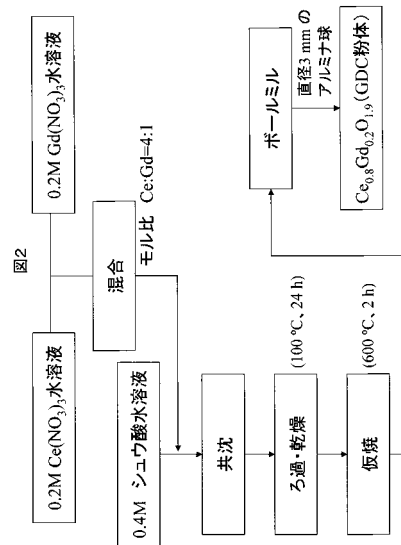 図2
0.2M Ce(NO3)3水溶液
0.2M Gd(NO3)3水溶液
混合
モル比 Ce:Gd=4:1
0.4M シュウ酸水溶液
共沈
ろ過・乾燥
(100 ℃、24 h)
仮焼
(600 ℃、2 h)
ボールミル
直径3 mm の
アルミナ球
Ce0.8Gd0.2O1.9(GDC粉体)